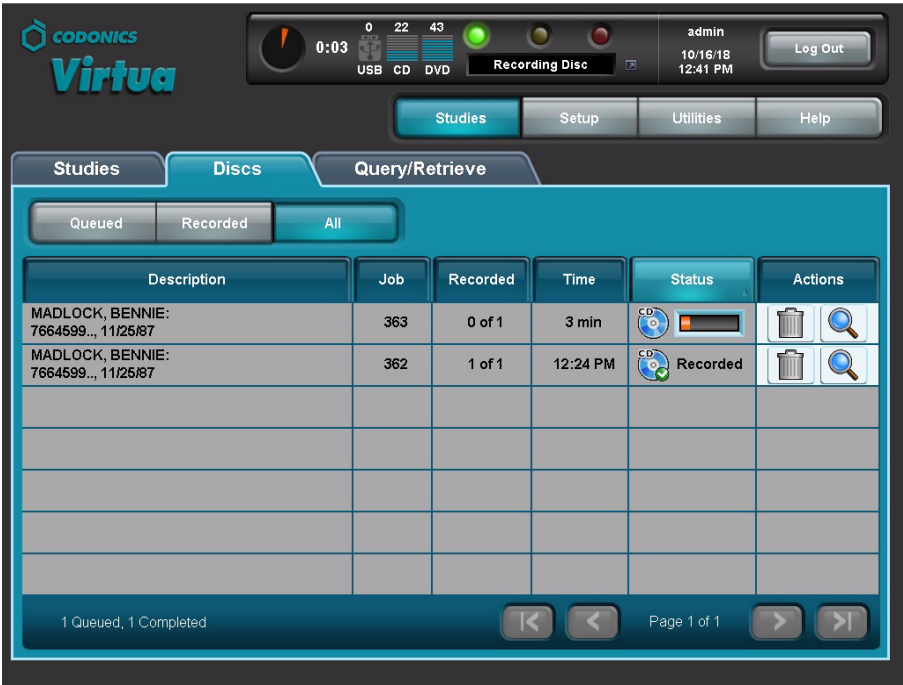 CODONICS
Virtua
0:03
0 22 43
USB CD DVD
Recording Disc
admin
10/16/18
12:41 PM
Log Out
Studies Setup Utilities Help
Studies Discs Query/Retrieve
Queued Recorded All
Description Job Recorded Time Status Actions
MADLOCK, BENNIE:
7664599.., 11/25/87
363 0 of 1 3 min CD
MADLOCK, BENNIE:
7664599.., 11/25/87
362 1 of 1 12:24 PM CD Recorded
1 Queued, 1 Completed
Page 1 of 1